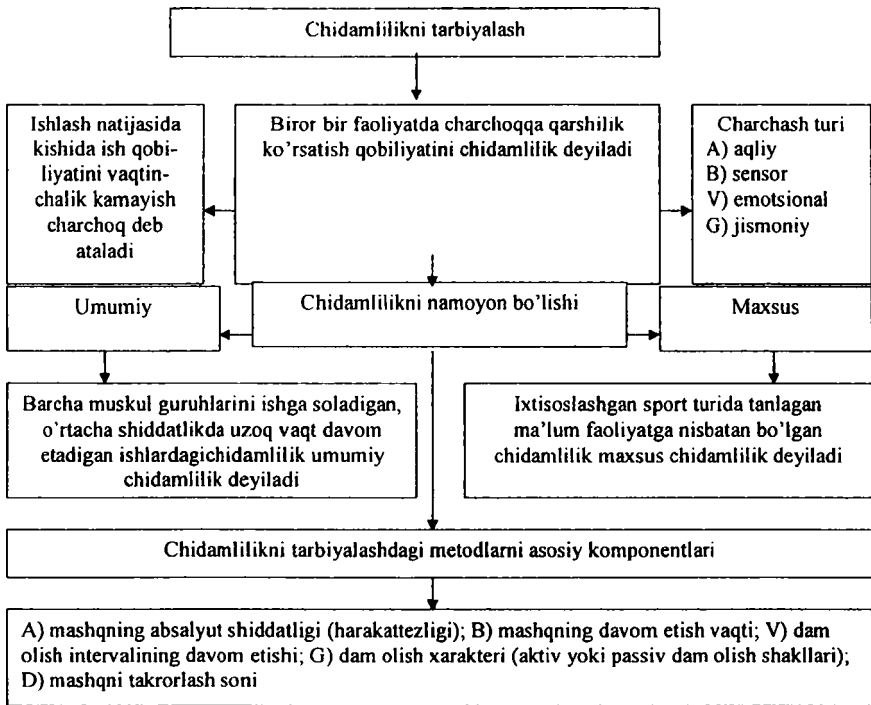 Chidamlilikni tarbiyalash
Ishlash natijasida
kishida ish qobi-
liyatini vaqtin-
chalik kamayish
charchoq deb
ataladi
Biror bir faoliyatda charchoqqa qarshilik
ko'rsatish qobiliyatini chidamlilik deyiladi
Charchash turi
A) aqliy
B) sensor
V) emotsional
G) jismoniy
Umumiy
Chidamlilikni namoyon bo'lishi
Maxsus
Barcha muskul guruhlarini ishga soladigan,
o'rtacha shiddatlikda uzoq vaqt davom
etadigan ishlardagichidamlilik umumiy
chidamlilik deyiladi
Ixtisoslashgan sport turida tanlagan
ma'lum faoliyatga nisbatan bo'lgan
chidamlilik maxsus chidamlilik deyiladi
Chidamlilikni tarbiyalashdagi metodlarni asosiy komponentlari
A) mashqning absalyut shiddatligi (harakattezligi); B) mashqning davom etish vaqti; V) dam
olish intervalining davom etishi; G) dam olish xarakteri (aktiv yoki passiv dam olish shakllari);
D) mashqni takrorlash soni